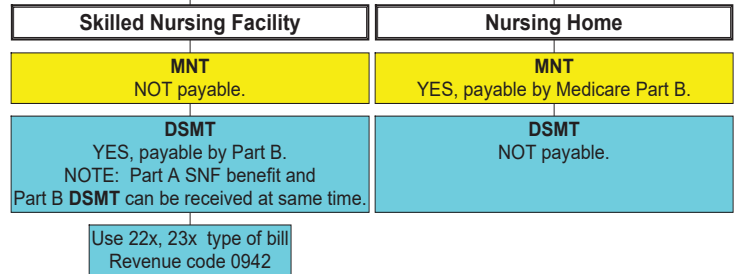 Skilled Nursing Facility
MNT
NOT payable.
DSMT
YES, payable by Part B.
NOTE: Part A SNF benefit and
Part B DSMT can be received at same time.
Use 22x, 23x type of bill
Revenue code 0942
Nursing Home
MNT
YES, payable by Medicare Part B.
DSMT
NOT payable.